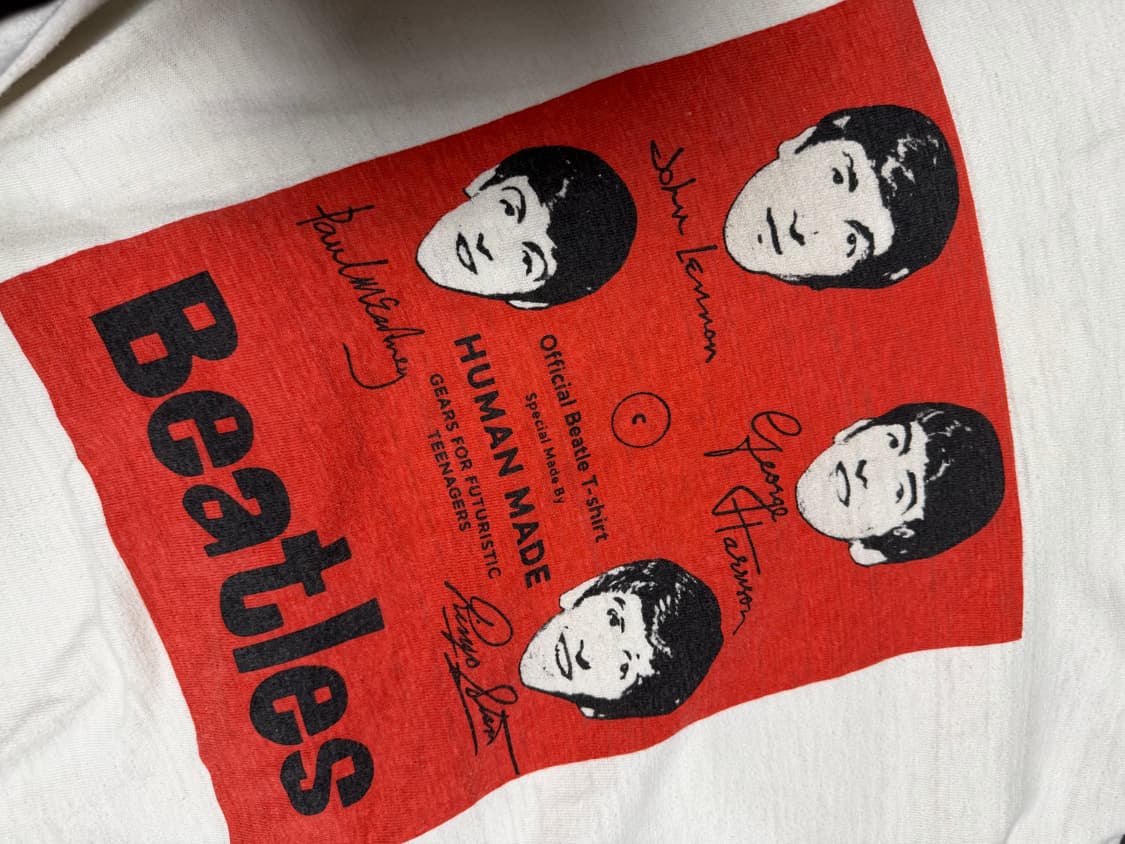 John Lennon
George Harrison
Paul McCartney
©
Official Beatle T-shirt
Special Made By
HUMAN MADE
GEARS FOR FUTURISTIC
TEENAGERS
Ringo Starr
Beatles